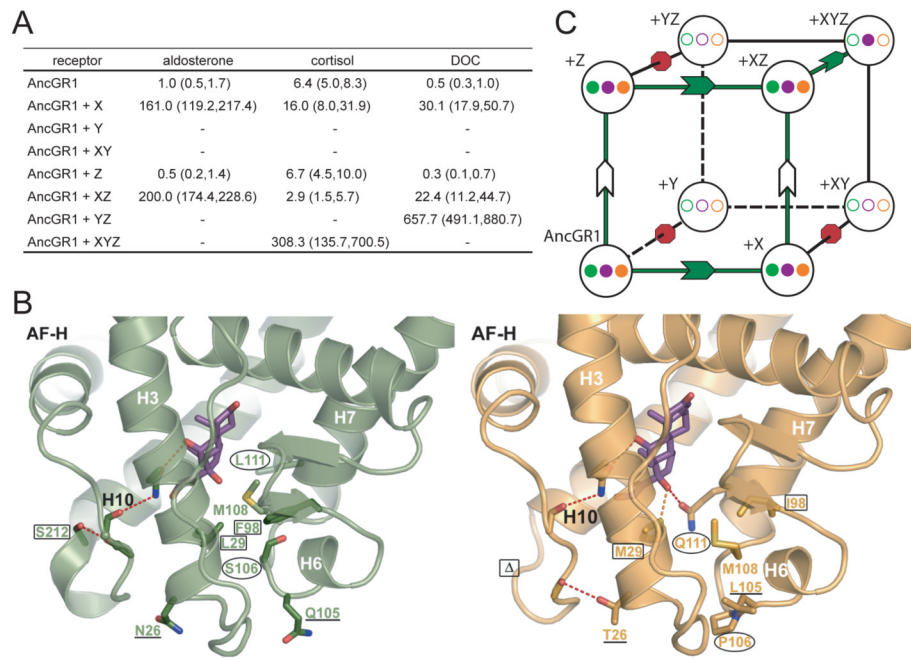 A
receptor aldosterone cortisol DOC
AncGR1 1.0 (0.5,1.7) 6.4 (5.0,8.3) 0.5 (0.3,1.0)
AncGR1 + X 161.0 (119.2,217.4) 16.0 (8.0,31.9) 30.1 (17.9,50.7)
AncGR1 + Y - - -
AncGR1 + XY - - -
AncGR1 + Z 0.5 (0.2,1.4) 6.7 (4.5,10.0) 0.3 (0.1,0.7)
AncGR1 + XZ 200.0 (174.4,228.6) 2.9 (1.5,5.7) 22.4 (11.2,44.7)
AncGR1 + YZ - - 657.7 (491.1,880.7)
AncGR1 + XYZ - 308.3 (135.7,700.5) -
C
+YZ
+XYZ
+Z
+XZ
+Y
+XY
AncGR1
+X
B
AF-H
H3
H7
L111
H10
M108
S212
F98
L29
S106
H6
N26
Q105
AF-H
H3
H7
H10
I98
M29
Q111
Δ
M108
H6
L105
T26
P106